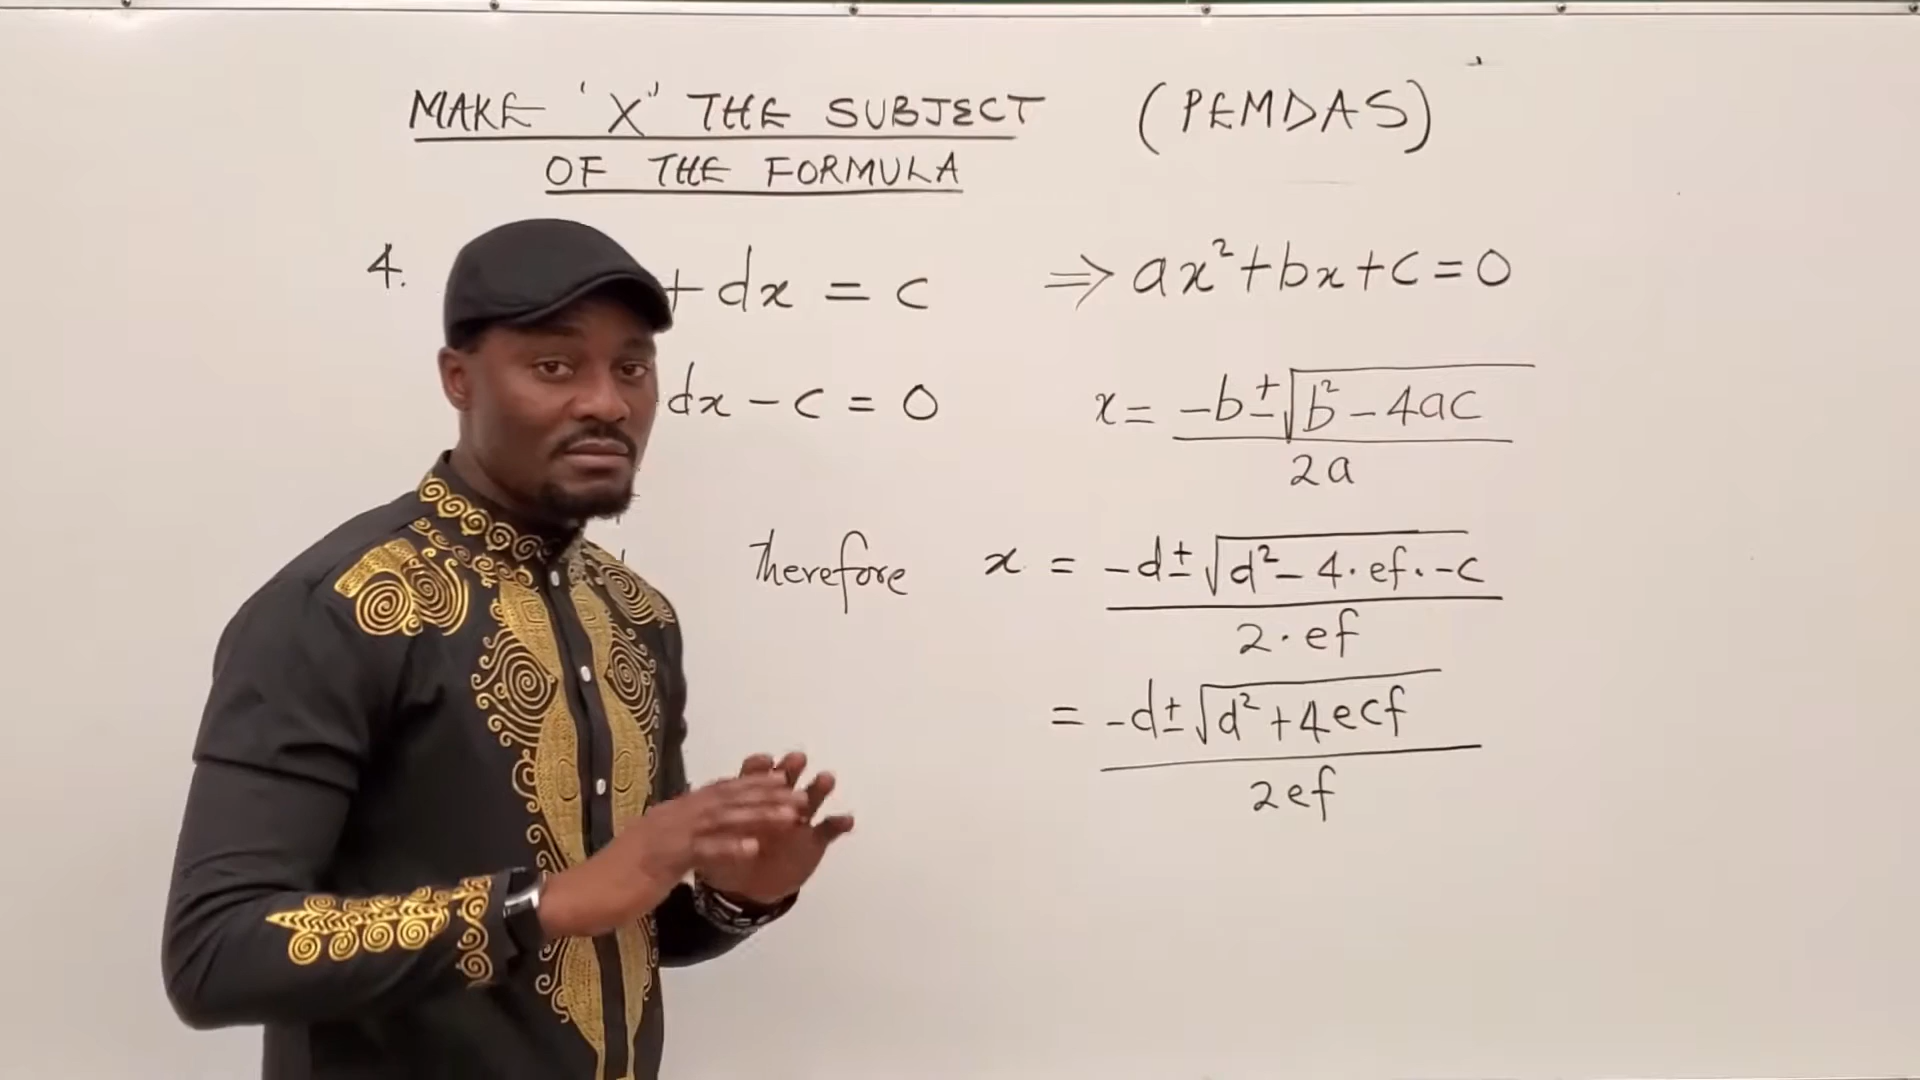 MAKE 'X' THE SUBJECT (PEMDAS)
OF THE FORMULA
4. + dx = c ⇒ ax² + bx + c = 0
dx - c = 0 x = (-b ± √(b² - 4ac)) / 2a
therefore x = (-d ± √(d² - 4 · ef · -c)) / (2 · ef)
= (-d ± √(d² + 4ecf)) / 2ef